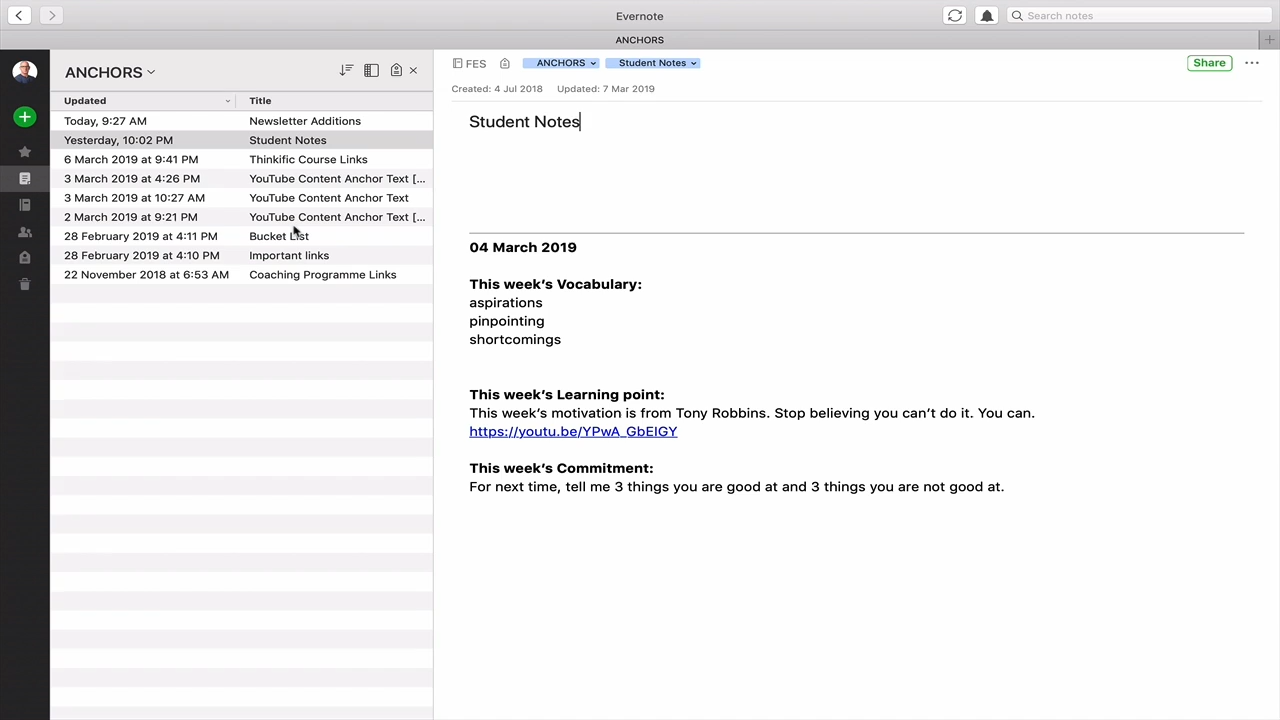 Evernote
Search notes
ANCHORS
ANCHORS
Updated Title
Today, 9:27 AM Newsletter Additions
Yesterday, 10:02 PM Student Notes
6 March 2019 at 9:41 PM Thinkific Course Links
3 March 2019 at 4:26 PM YouTube Content Anchor Text [...
3 March 2019 at 10:27 AM YouTube Content Anchor Text
2 March 2019 at 9:21 PM YouTube Content Anchor Text [...
28 February 2019 at 4:11 PM Bucket List
28 February 2019 at 4:10 PM Important links
22 November 2018 at 6:53 AM Coaching Programme Links
FES ANCHORS Student Notes Share
Created: 4 Jul 2018 Updated: 7 Mar 2019
Student Notes
04 March 2019
This week's Vocabulary:
aspirations
pinpointing
shortcomings
This week's Learning point:
This week's motivation is from Tony Robbins. Stop believing you can't do it. You can.
https://youtu.be/YPwA_GbEIGY
This week's Commitment:
For next time, tell me 3 things you are good at and 3 things you are not good at.